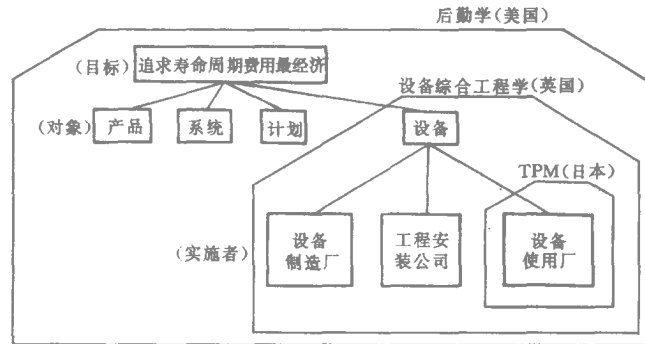 后勤学(美国)
(目标) 追求寿命周期费用最经济
设备综合工程学(英国)
(对象) 产品 系统 计划 设备
TPM(日本)
(实施者)
设备
制造厂
工程安
装公司
设备
使用厂